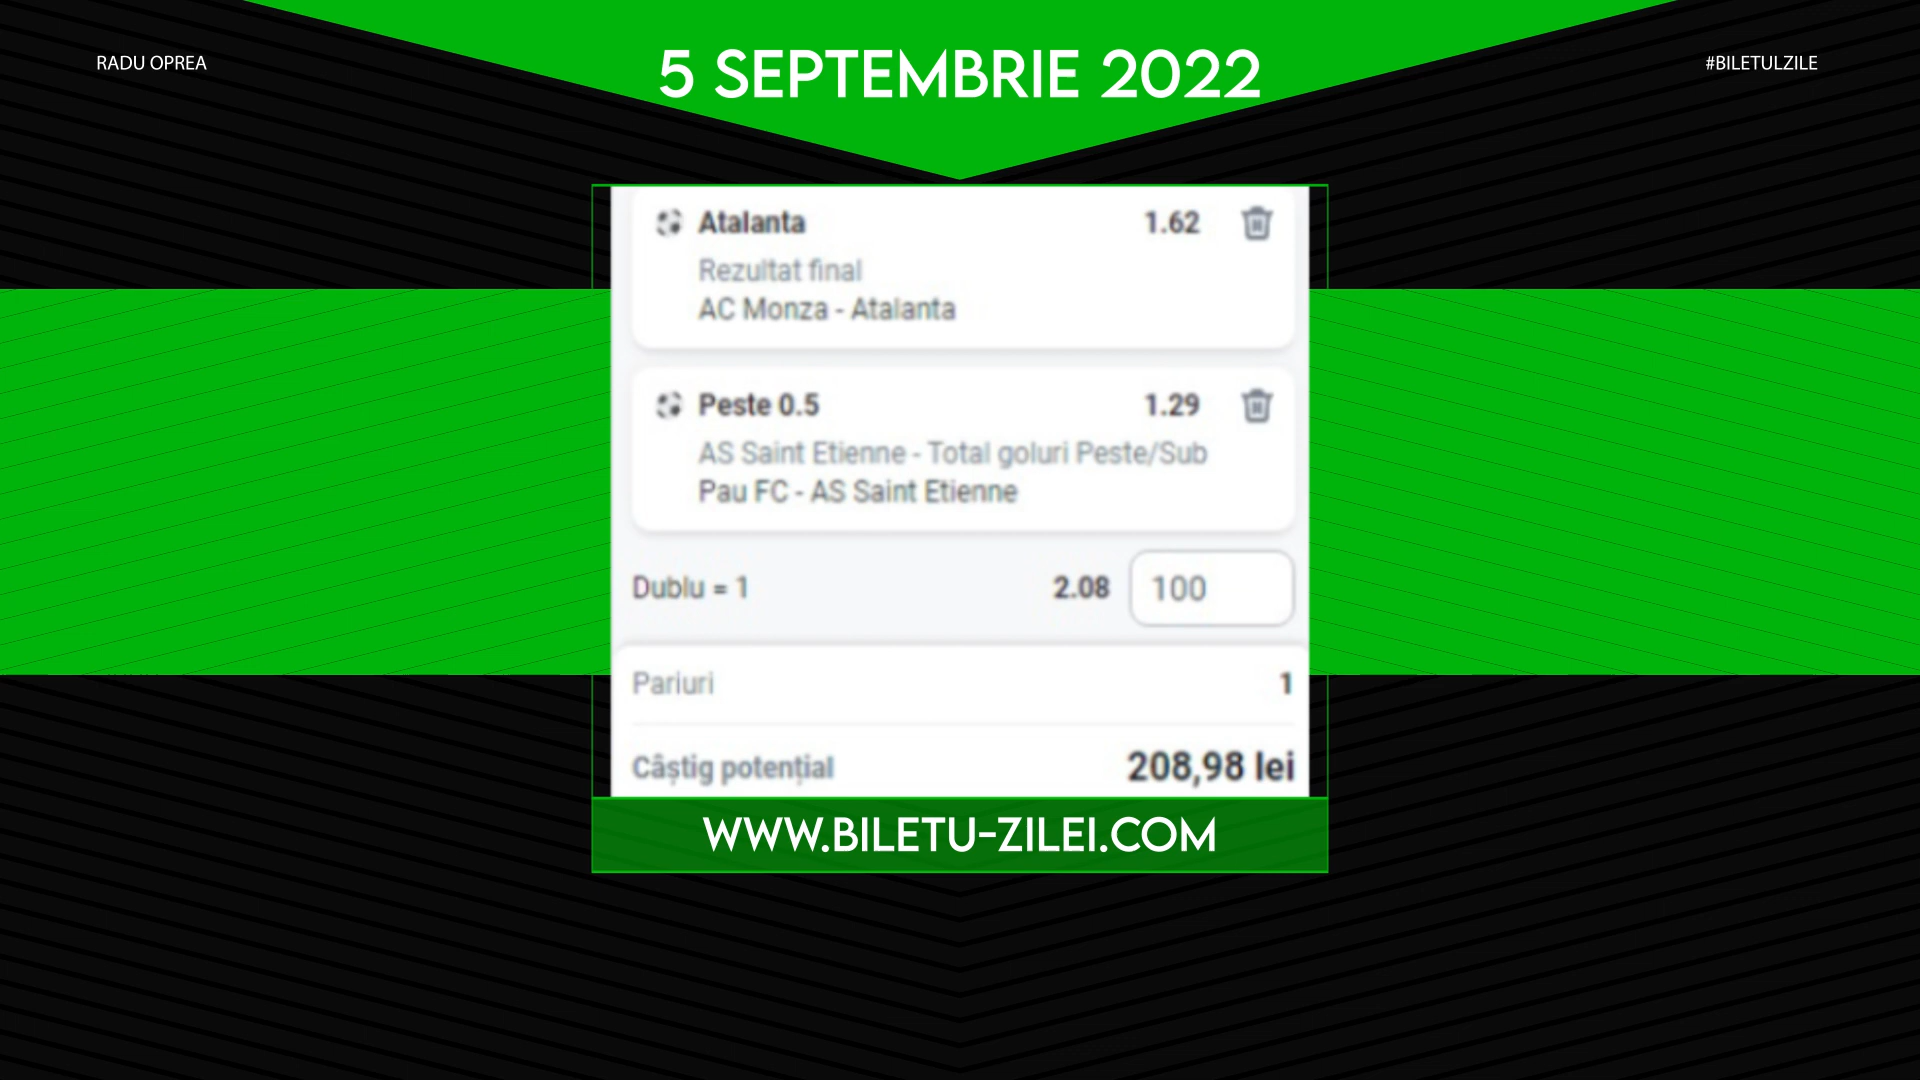 RADU OPREA
5 SEPTEMBRIE 2022
#BILETULZILE
Atalanta 1.62
Rezultat final
AC Monza - Atalanta
Peste 0.5 1.29
AS Saint Etienne - Total goluri Peste/Sub
Pau FC - AS Saint Etienne
Dublu = 1 2.08 100
Pariuri 1
Câștig potențial 208,98 lei
WWW.BILETU-ZILEI.COM